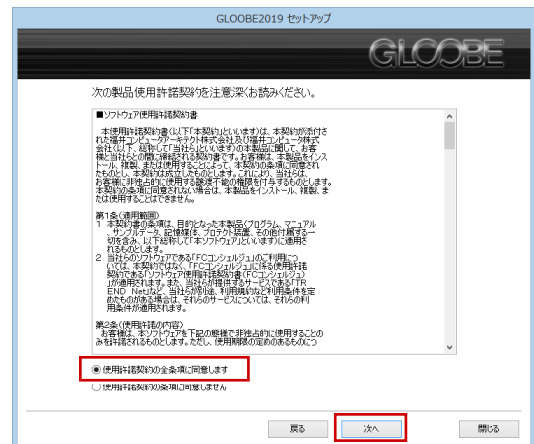 GLOOBE2019 セットアップ
GLOOBE
次の製品使用許諾契約を注意深くお読みください。
■ソフトウェア使用許諾契約書
本使用許諾契約書(以下「本契約」といいます)は、本契約が添付さ
れた福井コンピュータアーキテクト株式会社及び福井コンピュータ株式
会社(以下、総称して「当社ら」といいます)の本製品に関して、お客
様と当社らとの間に締結される契約書です。お客様は、本製品をインス
トール、複製、または使用することによって、本契約の条項に同意され
たものとし、本契約は成立したものとします。これにより、当社らは、
お客様に非独占的に使用する譲渡不能の権限を付与するものとします。
本契約の条項に同意されない場合は、本製品をインストール、複製、ま
たは使用することはできません。
第1条(適用範囲)
1 本契約書の条項は、目的となった本製品(プログラム、マニュアル
、サンプルデータ、記憶媒体、プロテクト装置、その他付属する一
切を含み、以下総称して「本ソフトウェア」といいます)に適用さ
れるものとします。
2 当社らのソフトウェアである「FCコンシェルジュ」のご利用につ
いては、本契約ではなく、「FCコンシェルジュ」に係る使用許諾
契約である「ソフトウェア使用許諾契約書(FCコンシェルジュ)
」が適用されます。また、当社らが提供するサービスである「TR
END Net」など、当社らが別途、利用規約など利用条件を定
めたものがある場合は、それらのサービスについては、それらの利
用条件が適用されます。
第2条(使用許諾の内容)
お客様は、本ソフトウェアを下記の態様で非独占的に使用することの
みを許諾されるものとします。ただし、使用期限の定めのあるものにつ
使用許諾契約の全条項に同意します
使用許諾契約の条項に同意しません
戻る 次へ 閉じる